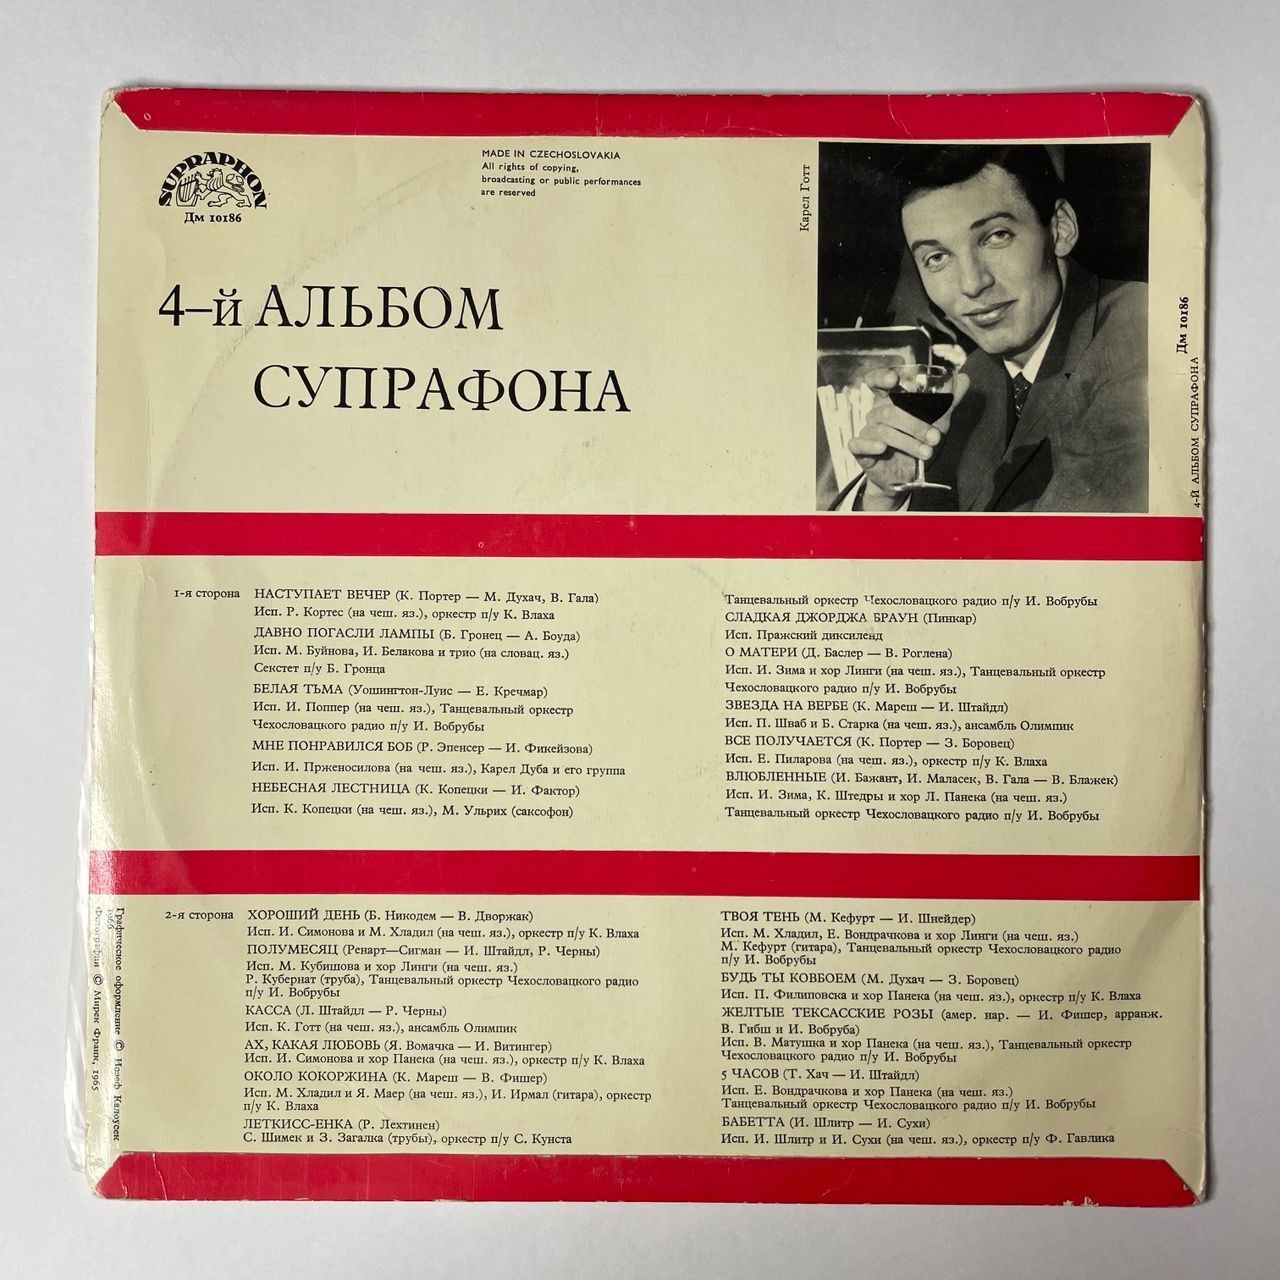 SUPRAPHON
Дм 10186
MADE IN CZECHOSLOVAKIA
All rights of copying,
broadcasting or public performances
are reserved
Карел Готт
4-й АЛЬБОМ СУПРАФОНА
Дм 10186
4–й АЛЬБОМ
СУПРАФОНА
1-я сторона
НАСТУПАЕТ ВЕЧЕР (К. Портер — М. Духач, В. Гала)
Исп. Р. Кортес (на чеш. яз.), оркестр п/у К. Влаха
ДАВНО ПОГАСЛИ ЛАМПЫ (Б. Гронец — А. Боуда)
Исп. М. Буйнова, И. Белакова и трио (на словац. яз.)
Секстет п/у Б. Гронца
БЕЛАЯ ТЬМА (Уошингтон-Луис — Е. Кречмар)
Исп. И. Поппер (на чеш. яз.), Танцевальный оркестр
Чехословацкого радио п/у И. Вобрубы
МНЕ ПОНРАВИЛСЯ БОБ (Р. Эпенсер — И. Фикейзова)
Исп. И. Прженосилова (на чеш. яз.), Карел Дуба и его группа
НЕБЕСНАЯ ЛЕСТНИЦА (К. Копецки — И. Фактор)
Исп. К. Копецки (на чеш. яз.), М. Ульрих (саксофон)
Танцевальный оркестр Чехословацкого радио п/у И. Вобрубы
СЛАДКАЯ ДЖОРДЖА БРАУН (Пинкар)
Исп. Пражский диксиленд
О МАТЕРИ (Д. Баслер — В. Роглена)
Исп. И. Зима и хор Линги (на чеш. яз.), Танцевальный оркестр
Чехословацкого радио п/у И. Вобрубы
ЗВЕЗДА НА ВЕРБЕ (К. Мареш — И. Штайдл)
Исп. П. Шваб и Б. Старка (на чеш. яз.), ансамбль Олимпик
ВСЕ ПОЛУЧАЕТСЯ (К. Портер — З. Боровец)
Исп. Е. Пиларова (на чеш. яз.), оркестр п/у К. Влаха
ВЛЮБЛЕННЫЕ (И. Бажант, И. Маласек, В. Гала — В. Блажек)
Исп. И. Зима, К. Штедры и хор Л. Панека (на чеш. яз.)
Танцевальный оркестр Чехословацкого радио п/у И. Вобрубы
2-я сторона
ХОРОШИЙ ДЕНЬ (Б. Никодем — В. Дворжак)
Исп. И. Симонова и М. Хладил (на чеш. яз.), оркестр п/у К. Влаха
ПОЛУМЕСЯЦ (Ренарт—Сигман — И. Штайдл, Р. Черны)
Исп. М. Кубишова и хор Линги (на чеш. яз.)
Р. Кубернат (труба), Танцевальный оркестр Чехословацкого радио
п/у И. Вобрубы
КАССА (Л. Штайдл — Р. Черны)
Исп. К. Готт (на чеш. яз.), ансамбль Олимпик
АХ, КАКАЯ ЛЮБОВЬ (Я. Вомачка — И. Витингер)
Исп. И. Симонова и хор Панека (на чеш. яз.), оркестр п/у К. Влаха
ОКОЛО КОКОРЖИНА (К. Мареш — В. Фишер)
Исп. М. Хладил и Я. Маер (на чеш. яз.), И. Ирмал (гитара), оркестр
п/у К. Влаха
ЛЕТКИСС-ЕНКА (Р. Лехтинен)
С. Шимек и З. Загалка (трубы), оркестр п/у С. Кунста
ТВОЯ ТЕНЬ (М. Кефурт — И. Шнейдер)
Исп. М. Хладил, Е. Вондрачкова и хор Линги (на чеш. яз.)
М. Кефурт (гитара), Танцевальный оркестр Чехословацкого радио
п/у И. Вобрубы
БУДЬ ТЫ КОВБОЕМ (М. Духач — З. Боровец)
Исп. П. Филиповска и хор Панека (на чеш. яз.), оркестр п/у К. Влаха
ЖЕЛТЫЕ ТЕКСАССКИЕ РОЗЫ (амер. нар. — И. Фишер, арранж.
В. Гибш и И. Вобруба)
Исп. В. Матушка и хор Панека (на чеш. яз.), Танцевальный оркестр
Чехословацкого радио п/у И. Вобрубы
5 ЧАСОВ (Т. Хач — И. Штайдл)
Исп. Е. Вондрачкова и хор Панека (на чеш. яз.)
Танцевальный оркестр Чехословацкого радио п/у И. Вобрубы
БАБЕТТА (И. Шлитр — И. Сухи)
Исп. И. Шлитр и И. Сухи (на чеш. яз.), оркестр п/у Ф. Гавлика
Графическое оформление © Иозеф Калоусек
1966
Фотографии © Мирек Франк, 1965